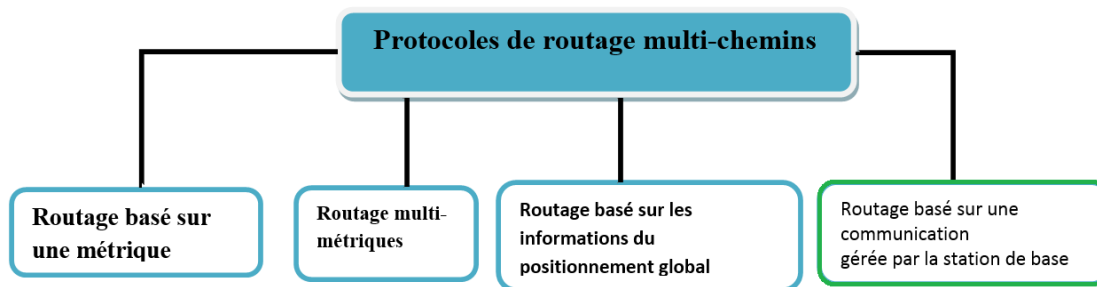 Protocoles de routage multi-chemins
Routage basé sur
une métrique
Routage multi-
métriques
Routage basé sur les
informations du
positionnement global
Routage basé sur une
communication
gérée par la station de base